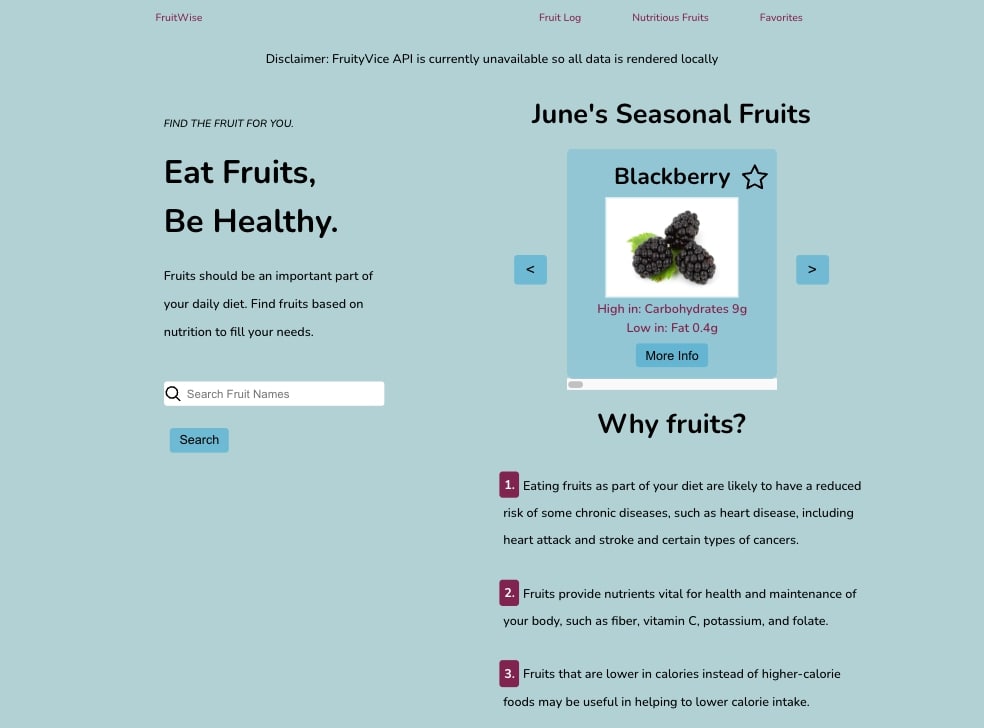 FruitWise
Fruit Log
Nutritious Fruits
Favorites
Disclaimer: FruityVice API is currently unavailable so all data is rendered locally
FIND THE FRUIT FOR YOU.
Eat Fruits,
Be Healthy.
Fruits should be an important part of
your daily diet. Find fruits based on
nutrition to fill your needs.
Search Fruit Names
Search
June's Seasonal Fruits
Blackberry
<
>
High in: Carbohydrates 9g
Low in: Fat 0.4g
More Info
Why fruits?
1. Eating fruits as part of your diet are likely to have a reduced
risk of some chronic diseases, such as heart disease, including
heart attack and stroke and certain types of cancers.
2. Fruits provide nutrients vital for health and maintenance of
your body, such as fiber, vitamin C, potassium, and folate.
3. Fruits that are lower in calories instead of higher-calorie
foods may be useful in helping to lower calorie intake.